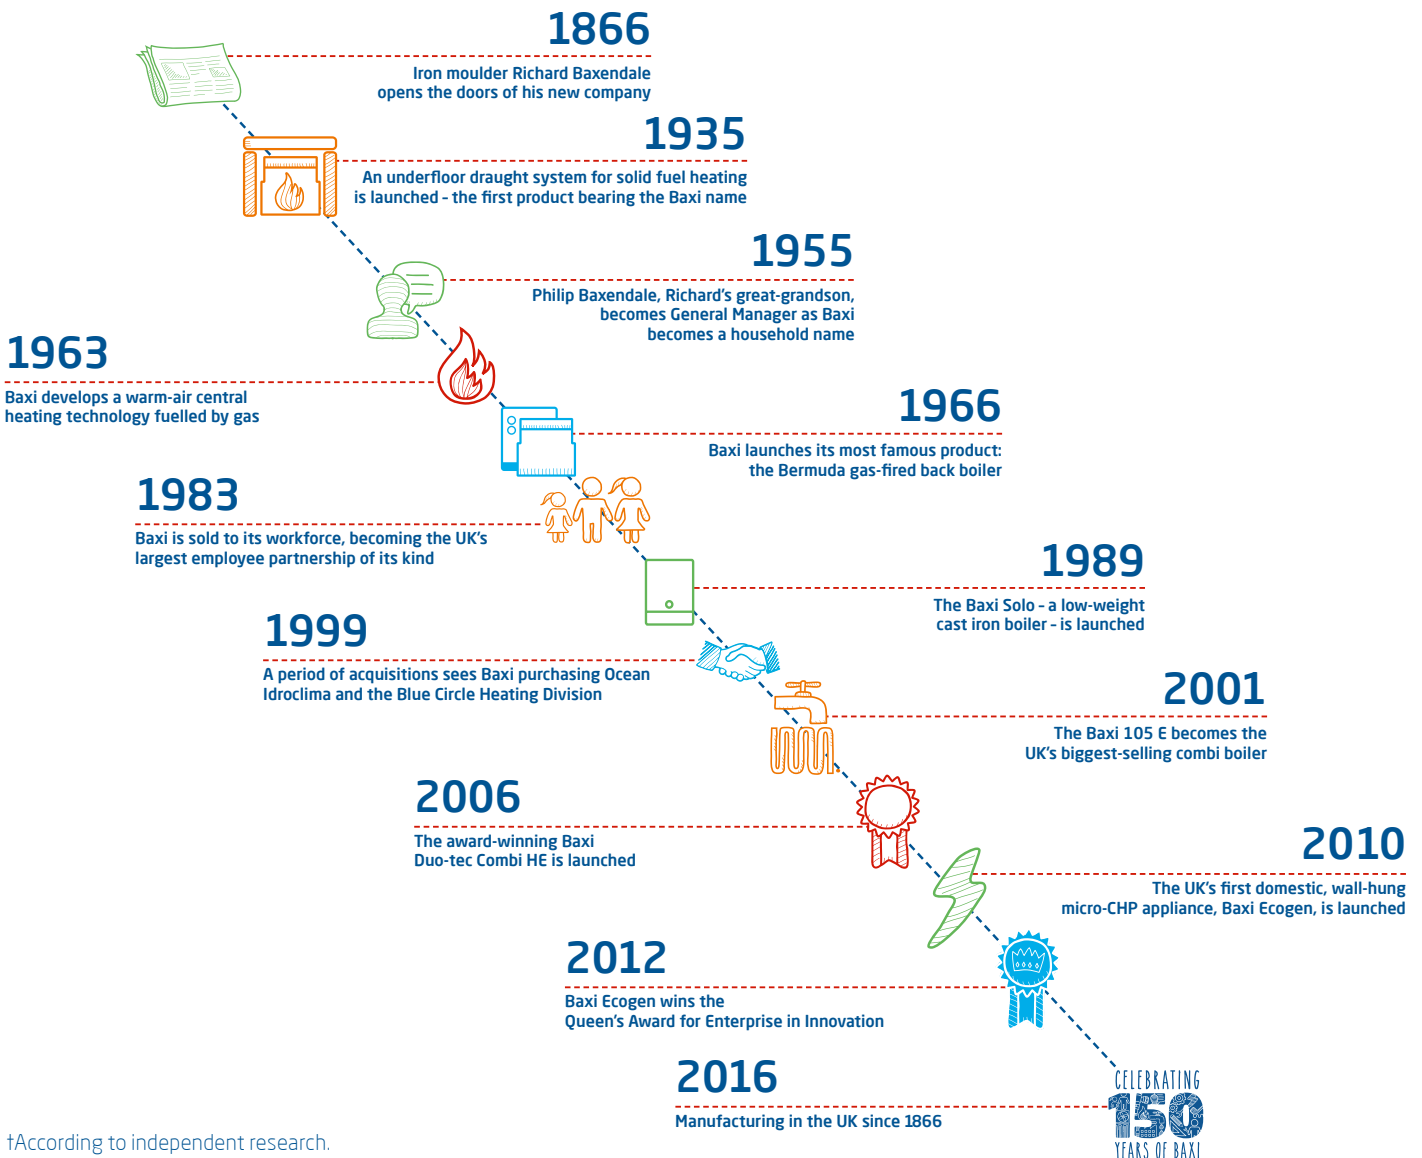 1866
Iron moulder Richard Baxendale
opens the doors of his new company
1935
An underfloor draught system for solid fuel heating
is launched - the first product bearing the Baxi name
1955
Philip Baxendale, Richard's great-grandson,
becomes General Manager as Baxi
becomes a household name
1963
Baxi develops a warm-air central
heating technology fuelled by gas
1966
Baxi launches its most famous product:
the Bermuda gas-fired back boiler
1983
Baxi is sold to its workforce, becoming the UK's
largest employee partnership of its kind
1989
The Baxi Solo - a low-weight
cast iron boiler - is launched
1999
A period of acquisitions sees Baxi purchasing Ocean
Idroclima and the Blue Circle Heating Division
2001
The Baxi 105 E becomes the
UK's biggest-selling combi boiler
2006
The award-winning Baxi
Duo-tec Combi HE is launched
2010
The UK's first domestic, wall-hung
micro-CHP appliance, Baxi Ecogen, is launched
2012
Baxi Ecogen wins the
Queen's Award for Enterprise in Innovation
2016
Manufacturing in the UK since 1866
CELEBRATING
150
YEARS OF BAXI
†According to independent research.